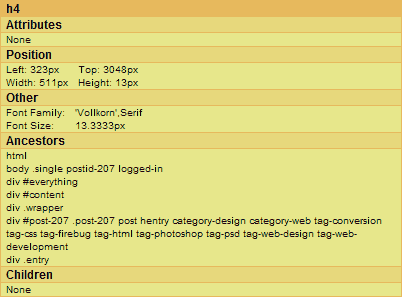 h4
Attributes
None
Position
Left: 323px Top: 3048px
Width: 511px Height: 13px
Other
Font Family: 'Vollkorn',Serif
Font Size: 13.3333px
Ancestors
html
body .single postid-207 logged-in
div #everything
div #content
div .wrapper
div #post-207 .post-207 post hentry category-design category-web tag-conversion
tag-css tag-firebug tag-html tag-photoshop tag-psd tag-web-design tag-web-
development
div .entry
Children
None